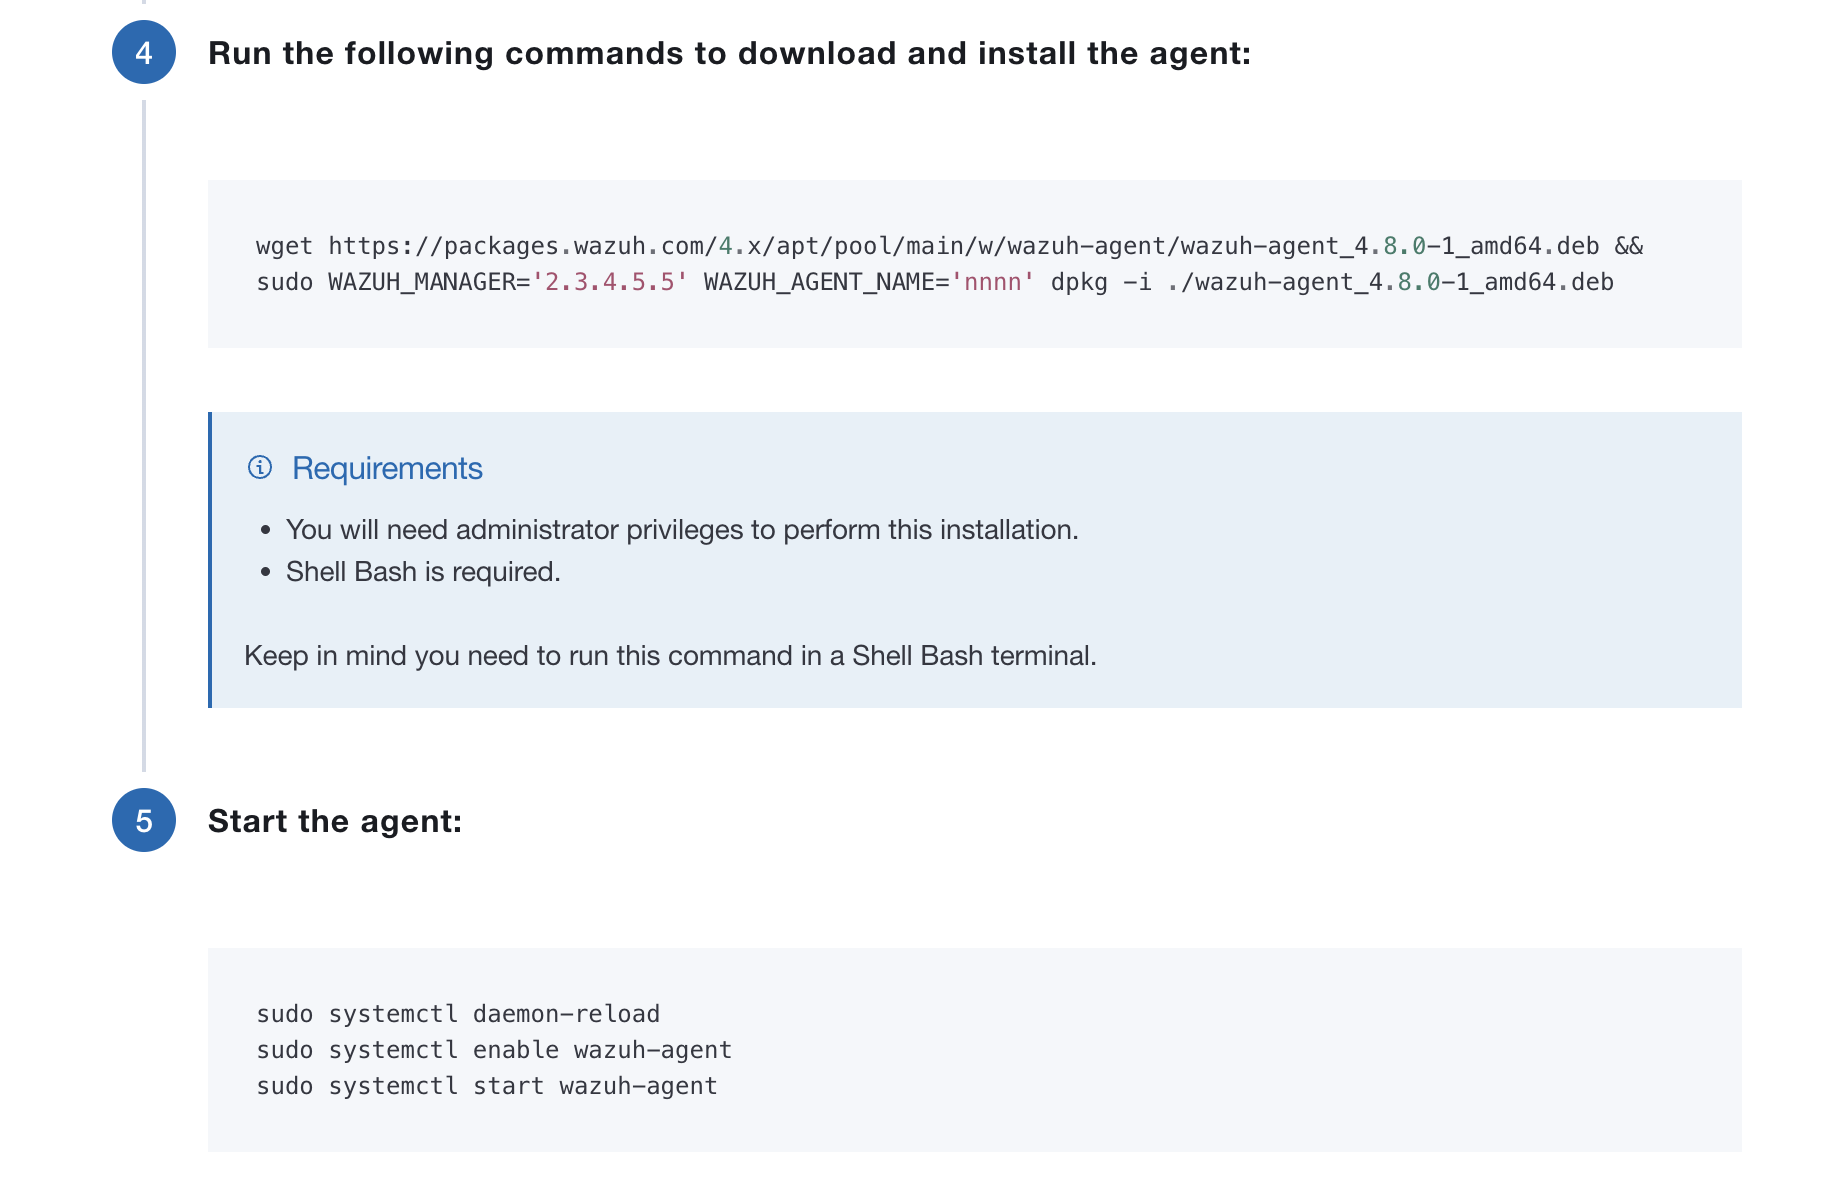 4
Run the following commands to download and install the agent:
wget https://packages.wazuh.com/4.x/apt/pool/main/w/wazuh-agent/wazuh-agent_4.8.0-1_amd64.deb &&
sudo WAZUH_MANAGER='2.3.4.5.5' WAZUH_AGENT_NAME='nnnn' dpkg -i ./wazuh-agent_4.8.0-1_amd64.deb
Requirements
• You will need administrator privileges to perform this installation.
• Shell Bash is required.
Keep in mind you need to run this command in a Shell Bash terminal.
5
Start the agent:
sudo systemctl daemon-reload
sudo systemctl enable wazuh-agent
sudo systemctl start wazuh-agent